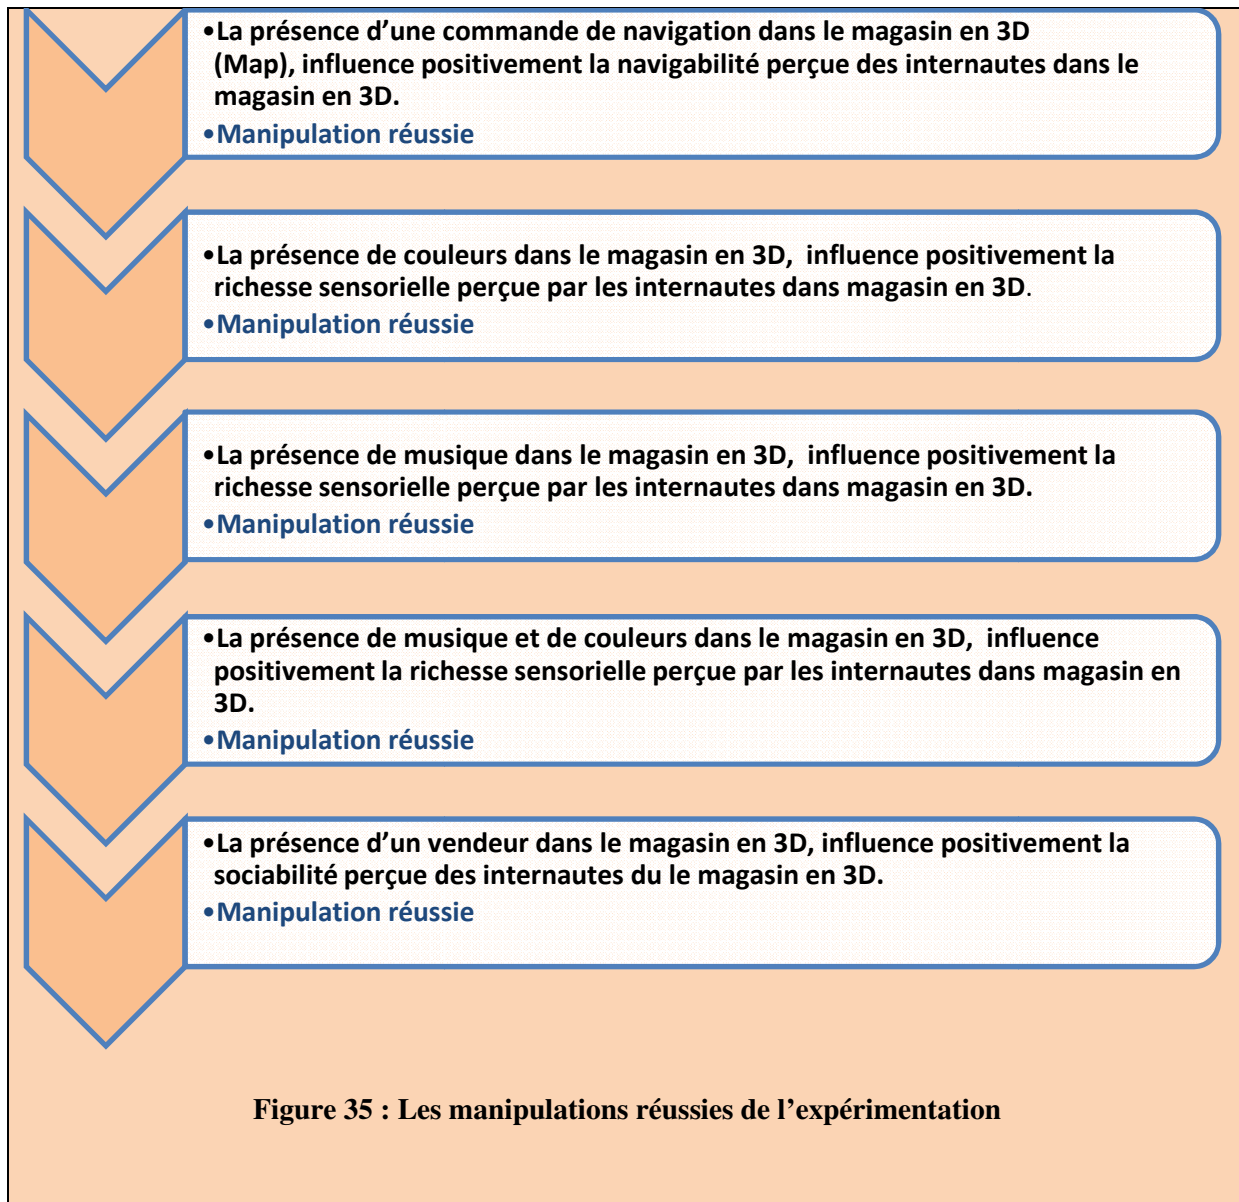 •La présence d’une commande de navigation dans le magasin en 3D
(Map), influence positivement la navigabilité perçue des internautes dans le
magasin en 3D.
•Manipulation réussie
•La présence de couleurs dans le magasin en 3D,  influence positivement la
richesse sensorielle perçue par les internautes dans magasin en 3D.
•Manipulation réussie
•La présence de musique dans le magasin en 3D,  influence positivement la
richesse sensorielle perçue par les internautes dans magasin en 3D.
•Manipulation réussie
•La présence de musique et de couleurs dans le magasin en 3D,  influence
positivement la richesse sensorielle perçue par les internautes dans magasin en
3D.
•Manipulation réussie
•La présence d’un vendeur dans le magasin en 3D, influence positivement la
sociabilité perçue des internautes du le magasin en 3D.
•Manipulation réussie
Figure 35 : Les manipulations réussies de l’expérimentation